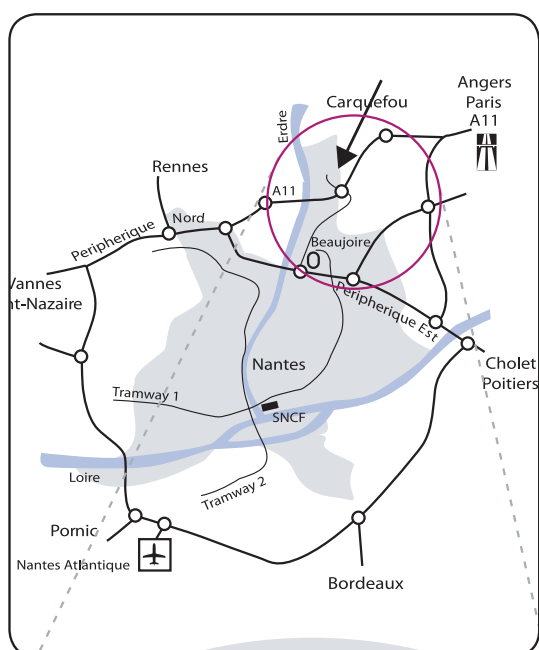 Angers
Paris
A11
Carquefou
Erdre
Rennes
A11
Nord
Peripherique
Beaujoire
Vannes
nt-Nazaire
Peripherique Est
Nantes
Cholet
Poitiers
Tramway 1
SNCF
Loire
Tramway 2
Pornic
Nantes Atlantique
Bordeaux